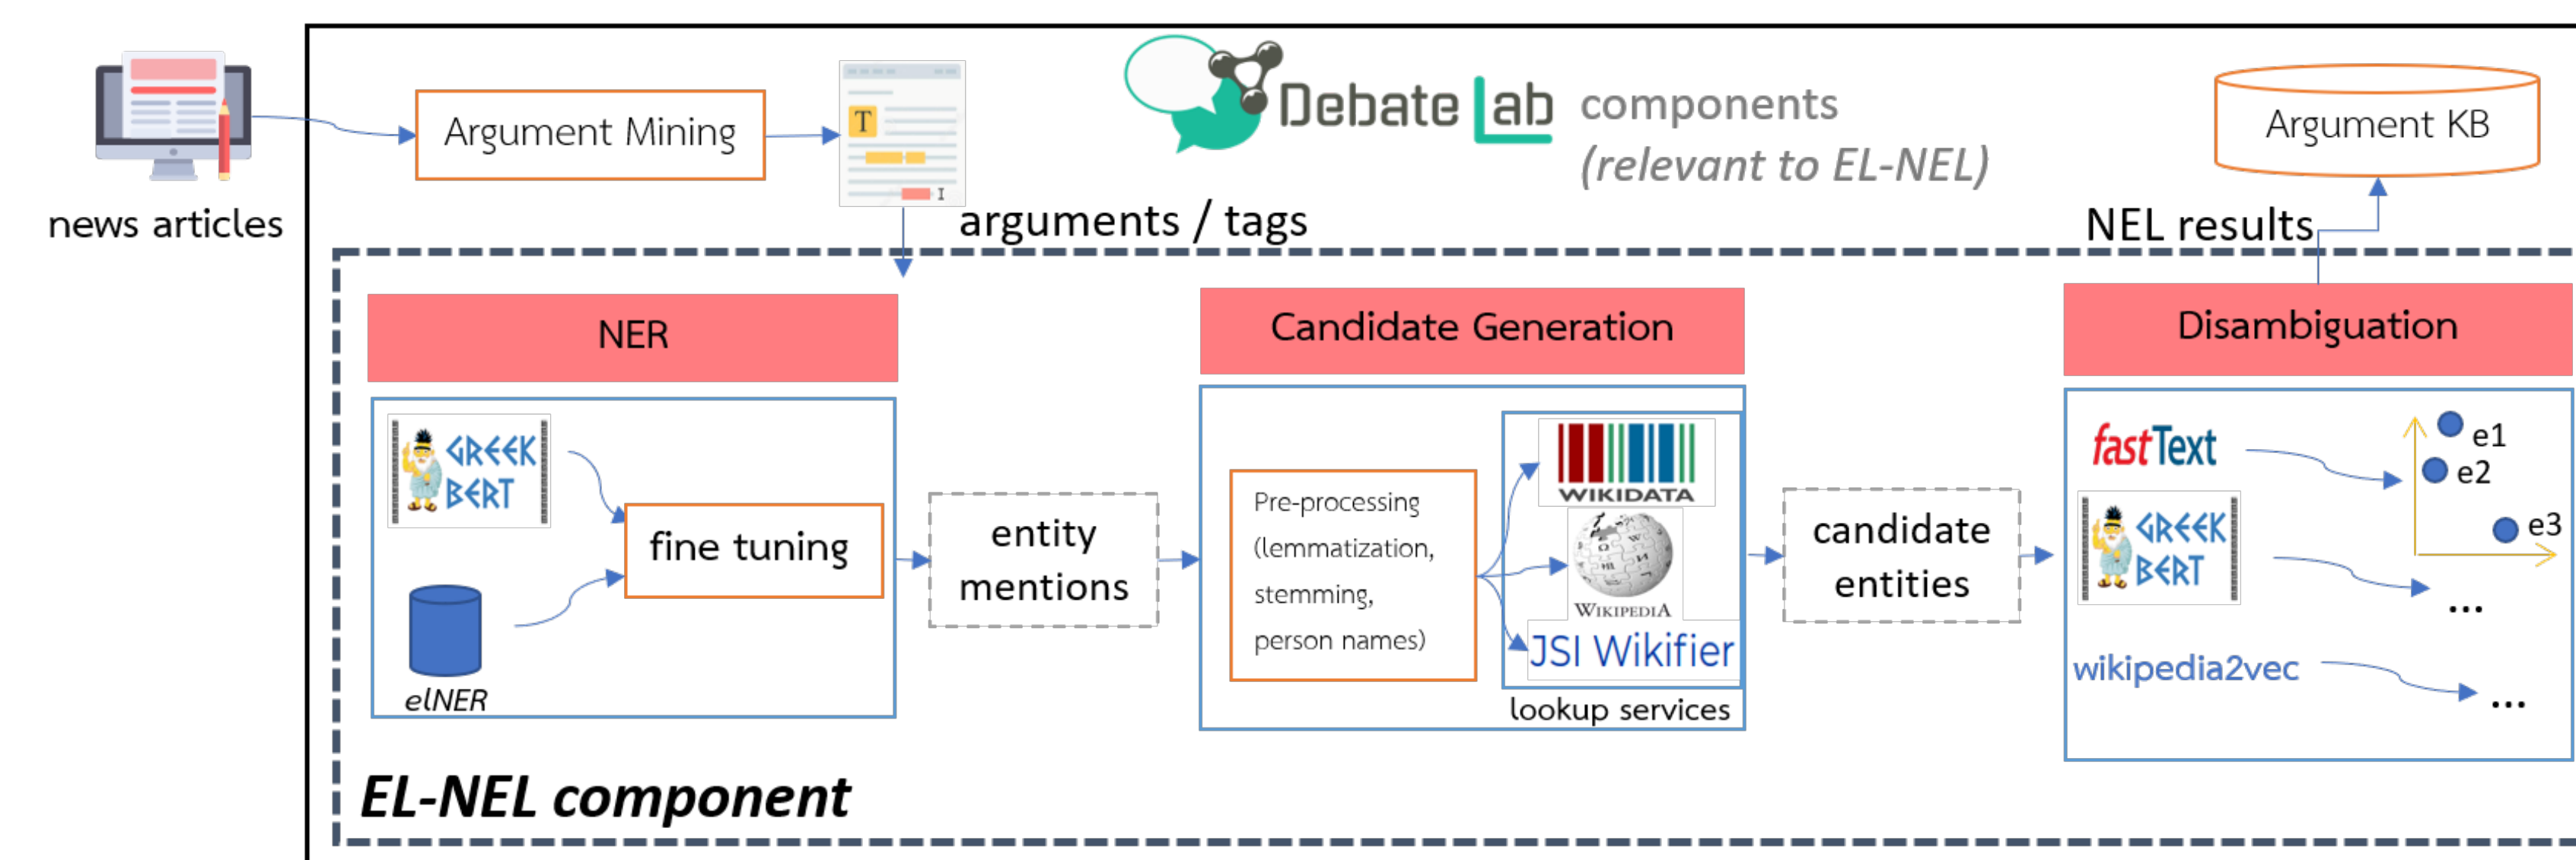 news articles
Argument Mining
T
I
arguments / tags
Debate Lab
components
(relevant to EL-NEL)
Argument KB
NEL results
NER
GREEK
BERT
elNER
fine tuning
entity
mentions
Candidate Generation
Pre-processing
(lemmatization,
stemming,
person names)
WIKIDATA
WIKIPEDIA
JSI Wikifier
lookup services
candidate
entities
Disambiguation
fastText
e1
e2
e3
GREEK
BERT
...
wikipedia2vec
...
EL-NEL component